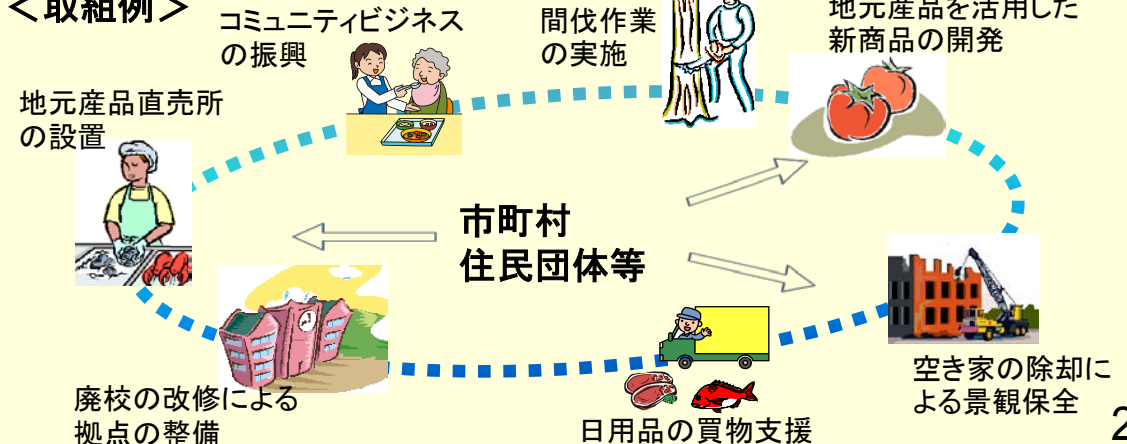 ＜取組例＞
コミュニティビジネス
の振興
間伐作業
の実施
地元産品を活用した
新商品の開発
地元産品直売所
の設置
市町村
住民団体等
廃校の改修による
拠点の整備
日用品の買物支援
空き家の除却に
よる景観保全
2